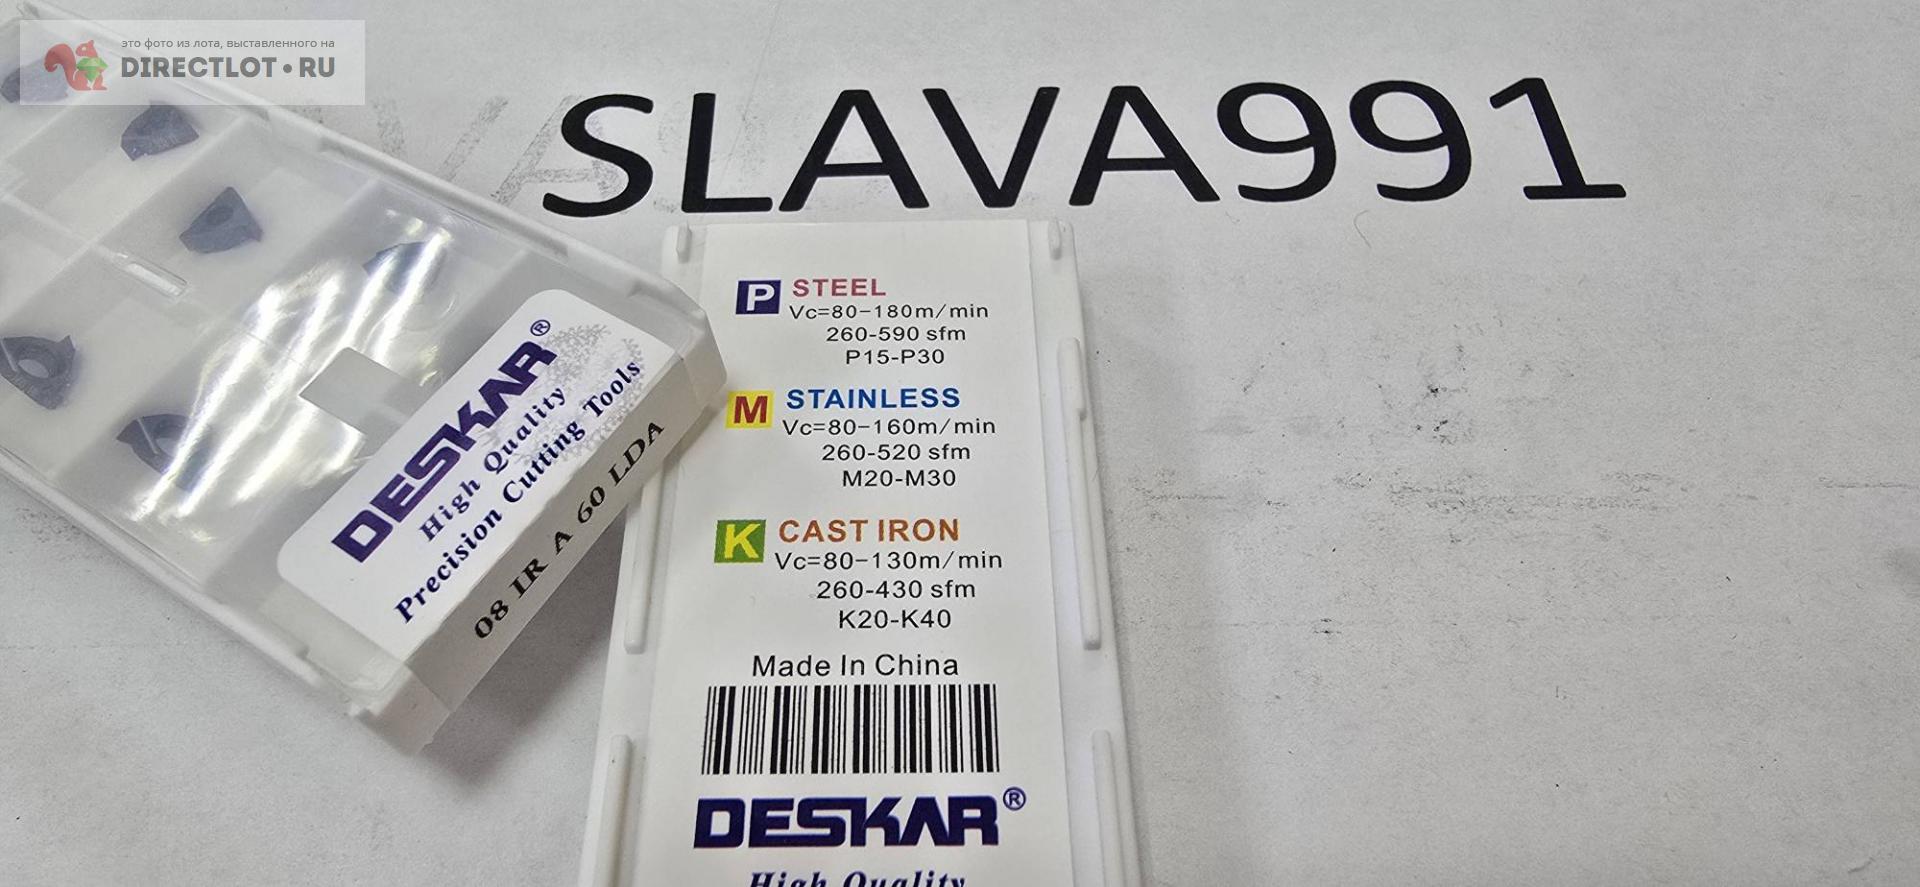 это фото из лота, выставленного на
DIRECTLOT•RU
SLAVA991
DESKAR®
High Quality
Precision Cutting Tools
08 IR A 60 LDA
P STEEL
Vc=80-180m/min
260-590 sfm
P15-P30
M STAINLESS
Vc=80-160m/min
260-520 sfm
M20-M30
K CAST IRON
Vc=80-130m/min
260-430 sfm
K20-K40
Made In China
DESKAR®
High Quality